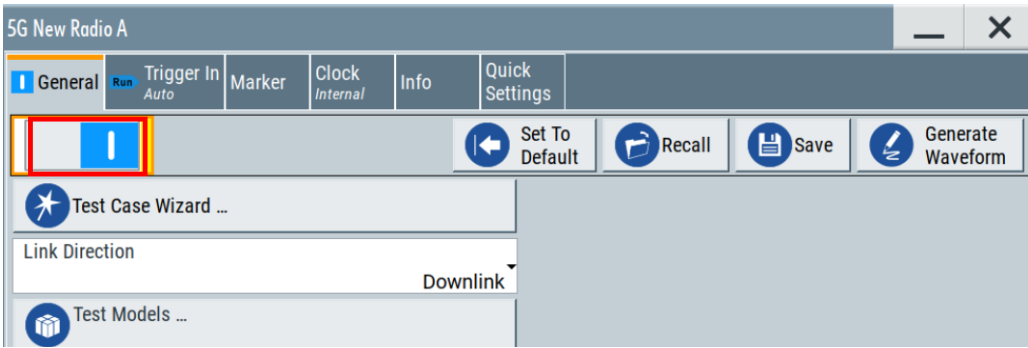 5G New Radio A
General
Run
Trigger In
Auto
Marker
Clock
Internal
Info
Quick
Settings
Set To
Default
Recall
Save
Generate
Waveform
Test Case Wizard ...
Link Direction
Downlink
Test Models ...